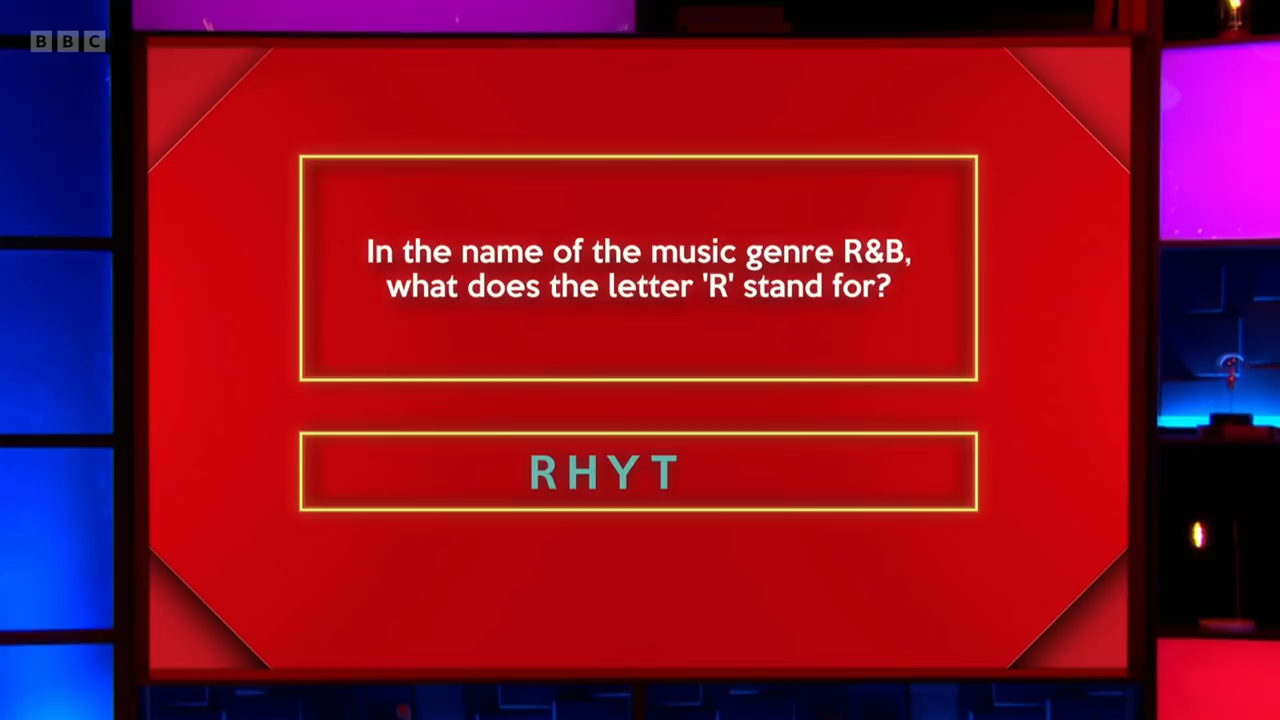 BBC
In the name of the music genre R&B,
what does the letter 'R' stand for?
RHYT